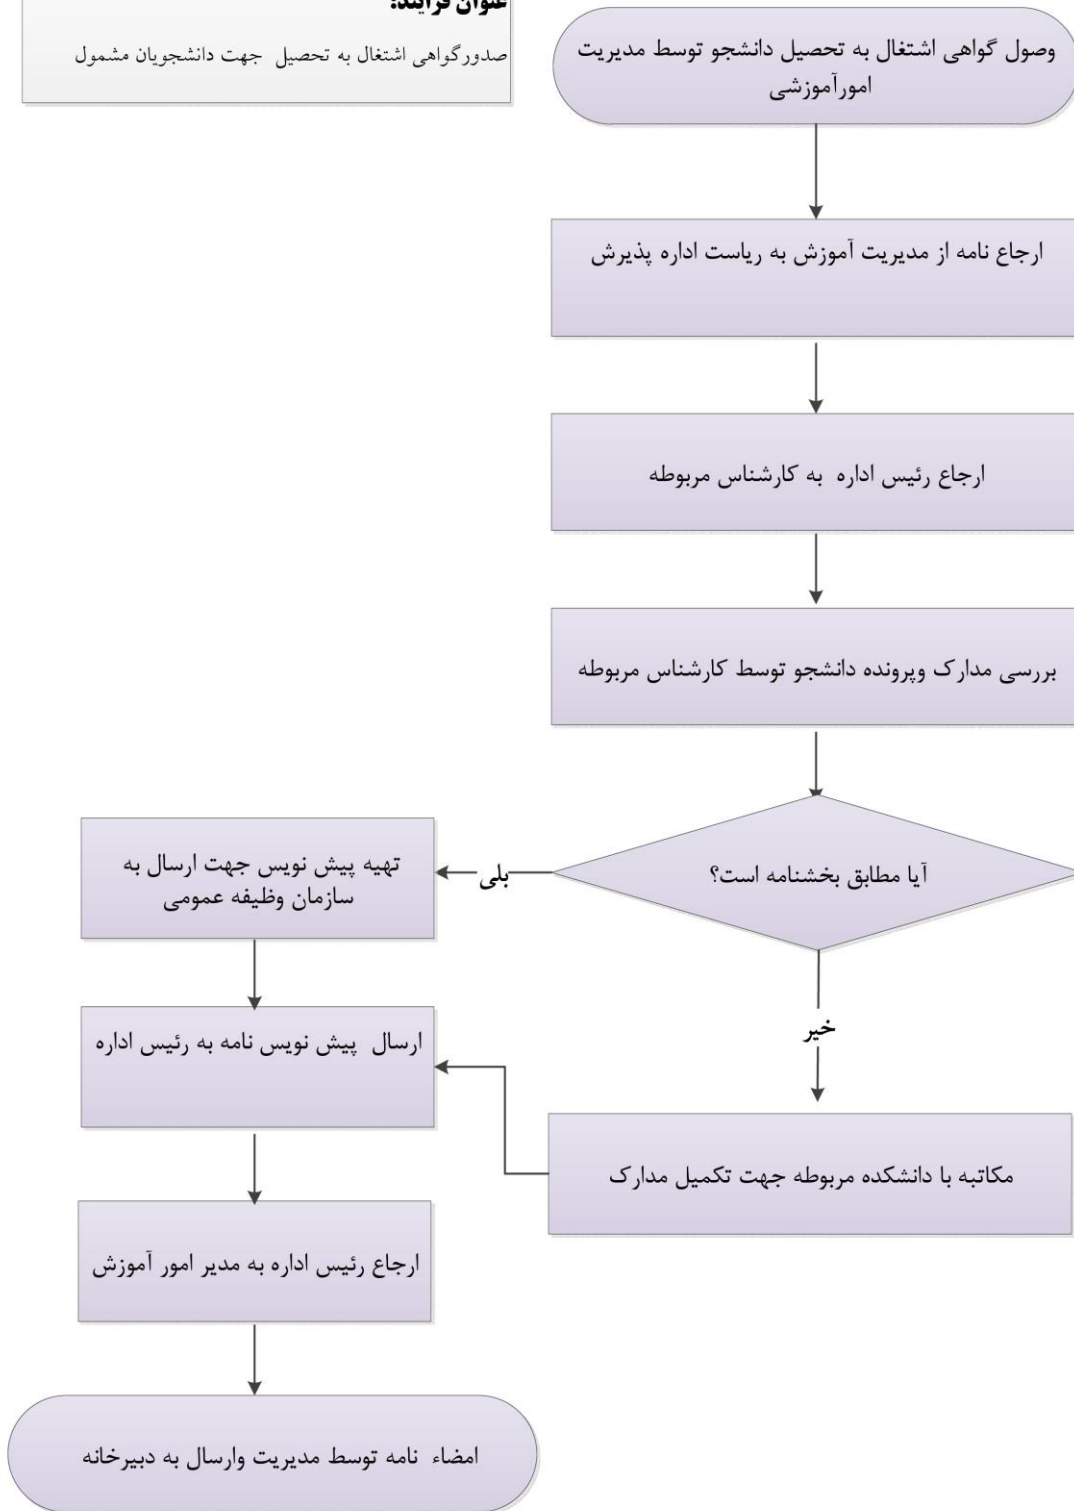 عنوان فرآیند:
صدورگواهی اشتغال به تحصیل جهت دانشجویان مشمول
وصول گواهی اشتغال به تحصیل دانشجو توسط مدیریت
امورآموزشی
ارجاع نامه از مدیریت آموزش به ریاست اداره پذیرش
ارجاع رئیس اداره به کارشناس مربوطه
بررسی مدارک وپرونده دانشجو توسط کارشناس مربوطه
آیا مطابق بخشنامه است؟
بلی
تهیه پیش نویس جهت ارسال به
سازمان وظیفه عمومی
خیر
مکاتبه با دانشکده مربوطه جهت تکمیل مدارک
ارسال پیش نویس نامه به رئیس اداره
ارجاع رئیس اداره به مدیر امور آموزش
امضاء نامه توسط مدیریت وارسال به دبیرخانه